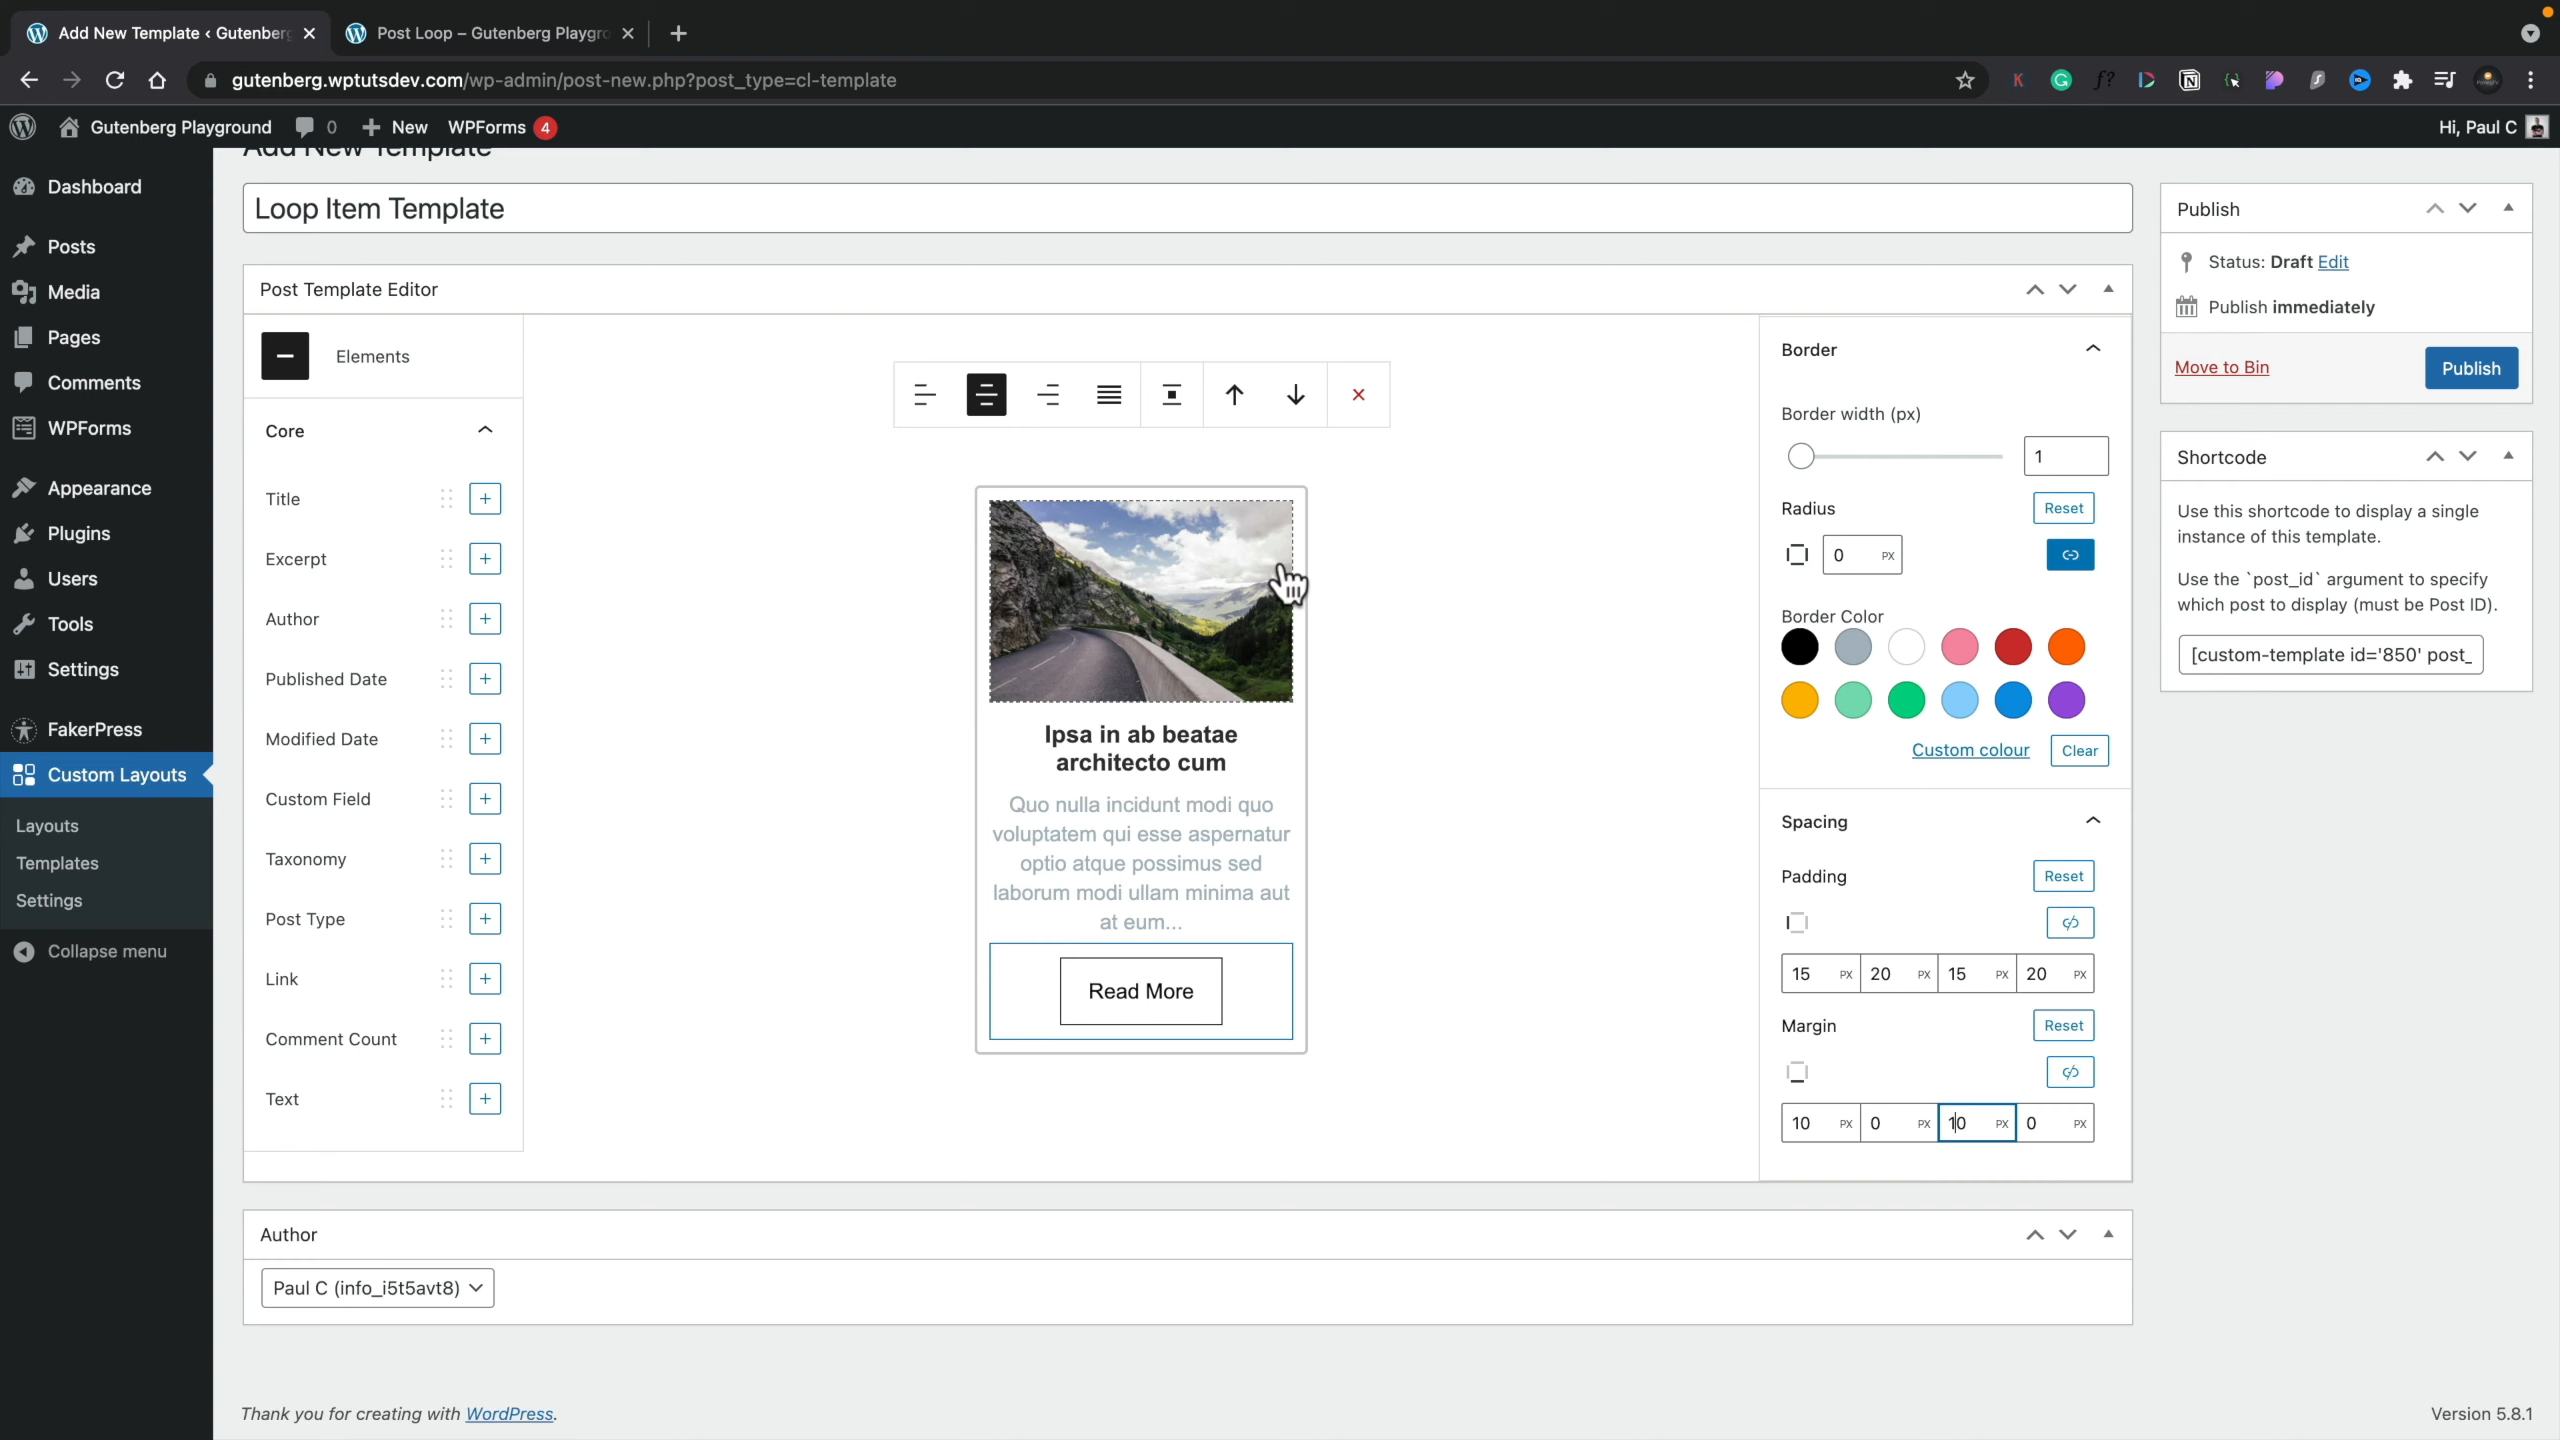 Add New Template ‹ Gutenberg
Post Loop – Gutenberg Playgro
gutenberg.wptutsdev.com/wp-admin/post-new.php?post_type=cl-template
Gutenberg Playground
0
New
WPForms
4
Hi, Paul C
Add New Template
Dashboard
Posts
Media
Pages
Comments
WPForms
Appearance
Plugins
Users
Tools
Settings
FakerPress
Custom Layouts
Layouts
Templates
Settings
Collapse menu
Loop Item Template
Post Template Editor
Elements
Core
Title
Excerpt
Author
Published Date
Modified Date
Custom Field
Taxonomy
Post Type
Link
Comment Count
Text
Ipsa in ab beatae
architecto cum
Quo nulla incidunt modi quo
voluptatem qui esse aspernatur
optio atque possimus sed
laborum modi ullam minima aut
at eum...
Read More
Border
Border width (px)
1
Radius
Reset
0 PX
Border Color
Custom colour
Clear
Spacing
Padding
Reset
15 PX 20 PX 15 PX 20 PX
Margin
Reset
10 PX 0 PX 10 PX 0 PX
Author
Paul C (info_i5t5avt8)
Publish
Status: Draft Edit
Publish immediately
Move to Bin
Publish
Shortcode
Use this shortcode to display a single
instance of this template.
Use the `post_id` argument to specify
which post to display (must be Post ID).
[custom-template id='850' post_
Thank you for creating with WordPress.
Version 5.8.1